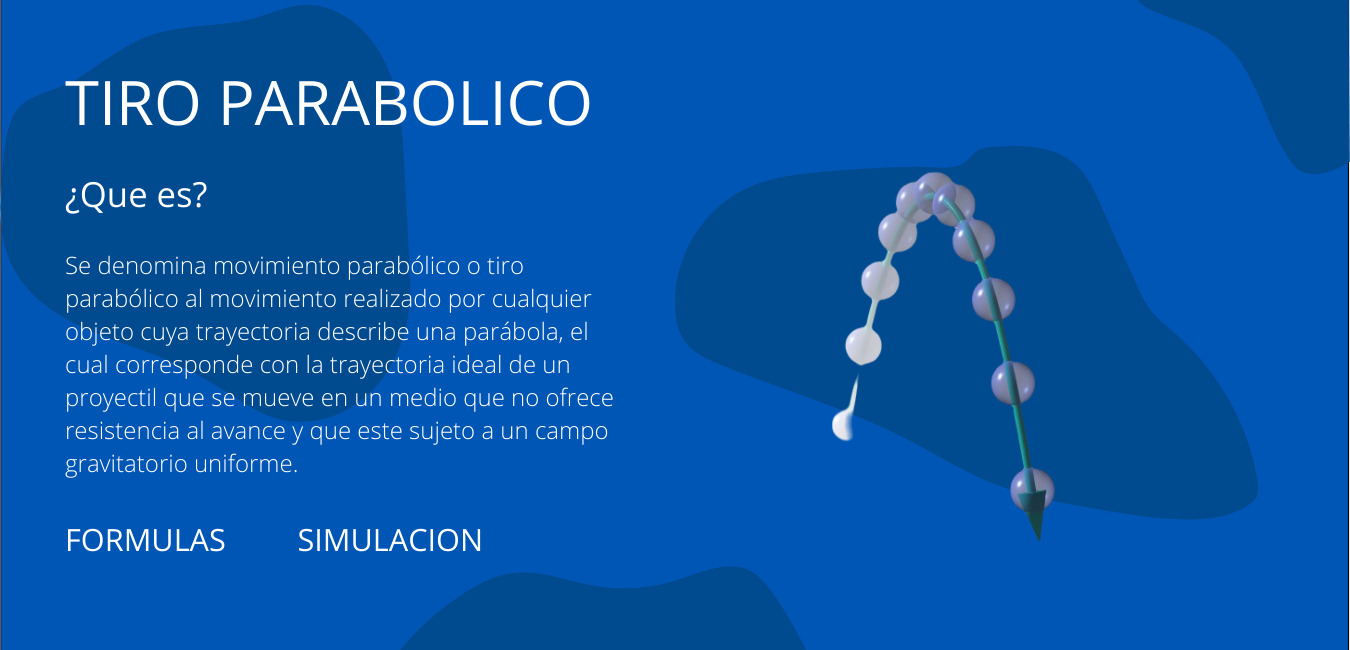 TIRO PARABOLICO
¿Que es?
Se denomina movimiento parabólico o tiro
parabólico al movimiento realizado por cualquier
objeto cuya trayectoria describe una parábola, el
cual corresponde con la trayectoria ideal de un
proyectil que se mueve en un medio que no ofrece
resistencia al avance y que este sujeto a un campo
gravitatorio uniforme.
FORMULAS SIMULACION